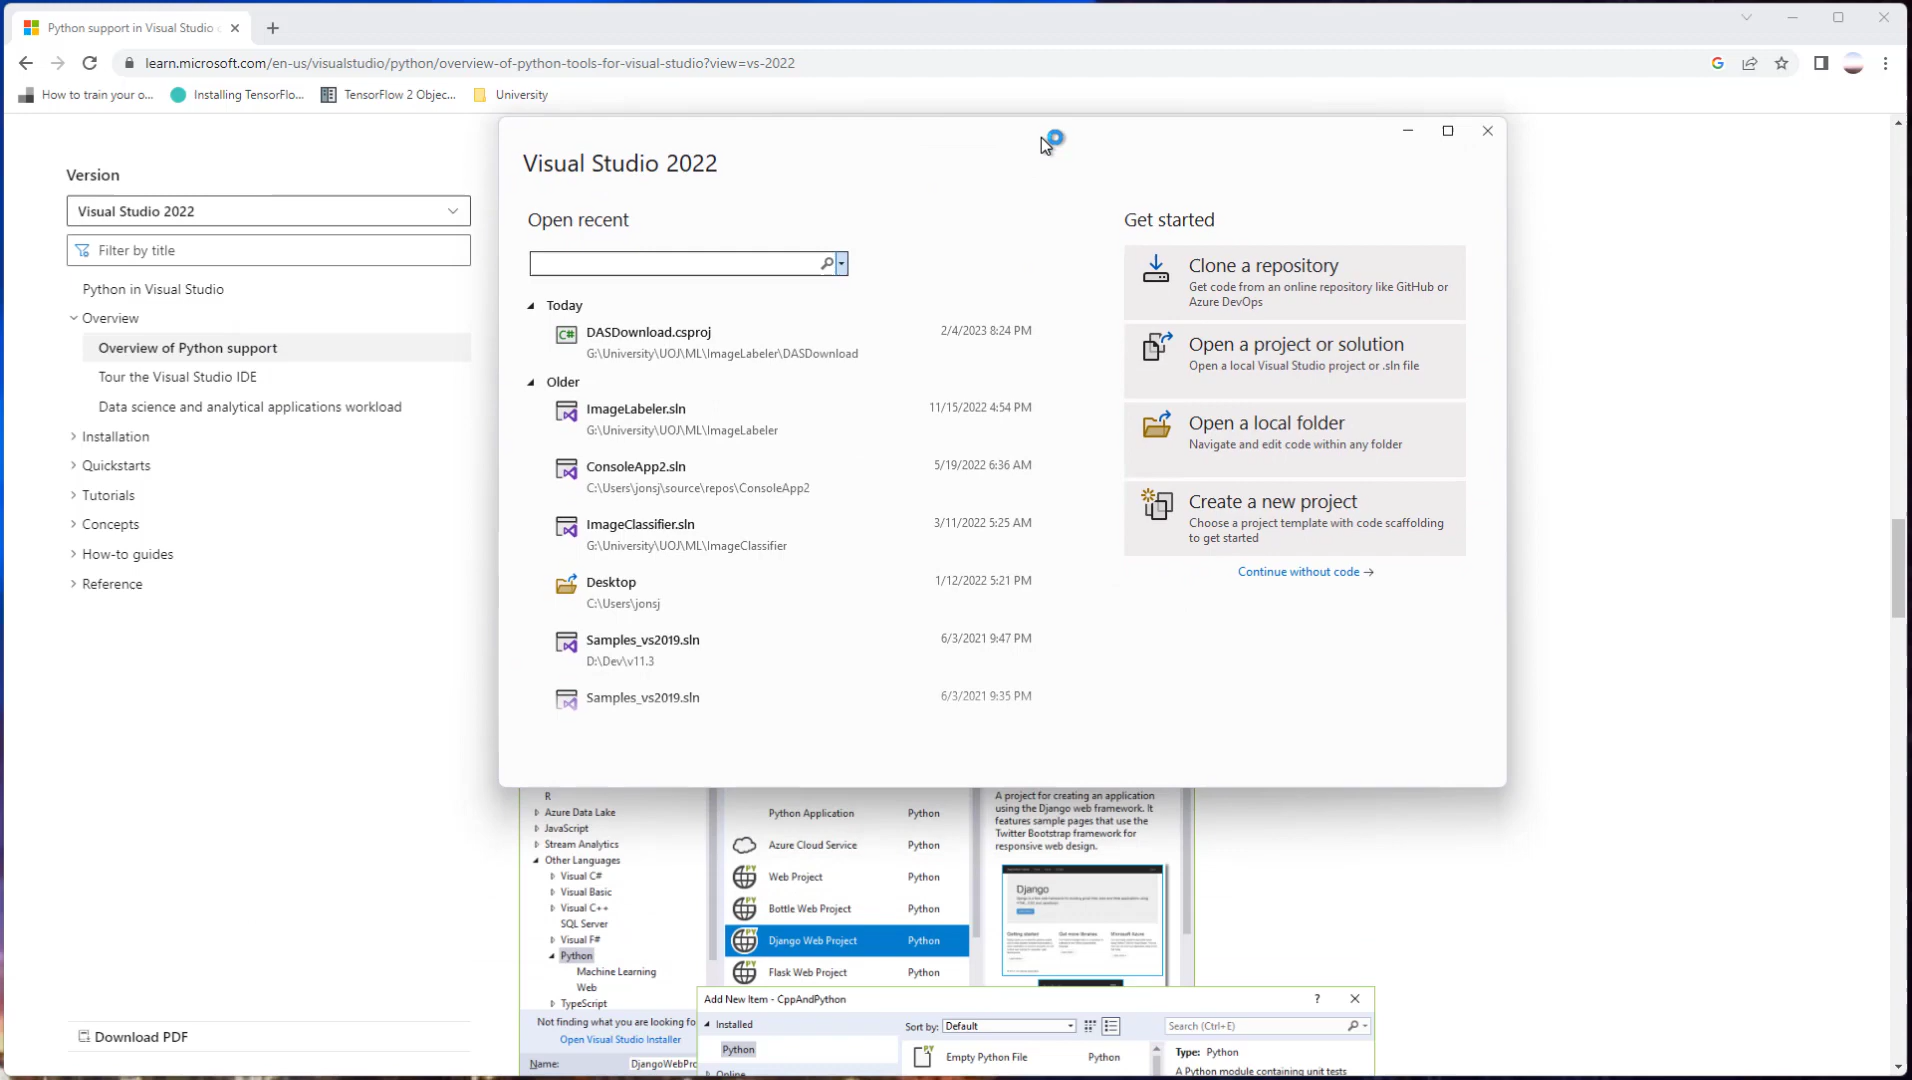 Python support in Visual Studio
learn.microsoft.com/en-us/visualstudio/python/overview-of-python-tools-for-visual-studio?view=vs-2022
How to train your o...
Installing TensorFlo...
TensorFlow 2 Objec...
University
Version
Visual Studio 2022
Filter by title
Python in Visual Studio
Overview
Overview of Python support
Tour the Visual Studio IDE
Data science and analytical applications workload
Installation
Quickstarts
Tutorials
Concepts
How-to guides
Reference
Download PDF
Visual Studio 2022
Open recent
Today
DASDownload.csproj
2/4/2023 8:24 PM
G:\University\UOJ\ML\ImageLabeler\DASDownload
Older
ImageLabeler.sln
11/15/2022 4:54 PM
G:\University\UOJ\ML\ImageLabeler
ConsoleApp2.sln
5/19/2022 6:36 AM
C:\Users\jonsj\source\repos\ConsoleApp2
ImageClassifier.sln
3/11/2022 5:25 AM
G:\University\UOJ\ML\ImageClassifier
Desktop
1/12/2022 5:21 PM
C:\Users\jonsj
Samples_vs2019.sln
6/3/2021 9:47 PM
D:\Dev\v11.3
Samples_vs2019.sln
6/3/2021 9:35 PM
Get started
Clone a repository
Get code from an online repository like GitHub or
Azure DevOps
Open a project or solution
Open a local Visual Studio project or .sln file
Open a local folder
Navigate and edit code within any folder
Create a new project
Choose a project template with code scaffolding
to get started
Continue without code →
R
Azure Data Lake
JavaScript
Stream Analytics
Other Languages
Visual C#
Visual Basic
Visual C++
SQL Server
Visual F#
Python
Machine Learning
Web
TypeScript
Not finding what you are looking fo
Open Visual Studio Installer
Name:
DjangoWebPro
Python Application Python
Azure Cloud Service Python
Web Project Python
Bottle Web Project Python
Django Web Project Python
Flask Web Project Python
A project for creating an application
using the Django web framework. It
features sample pages that use the
Twitter Bootstrap framework for
responsive web design.
Django
Add New Item - CppAndPython
?
Installed
Python
Online
Sort by: Default
Search (Ctrl+E)
Empty Python File Python
Type: Python
A Python module containing unit tests